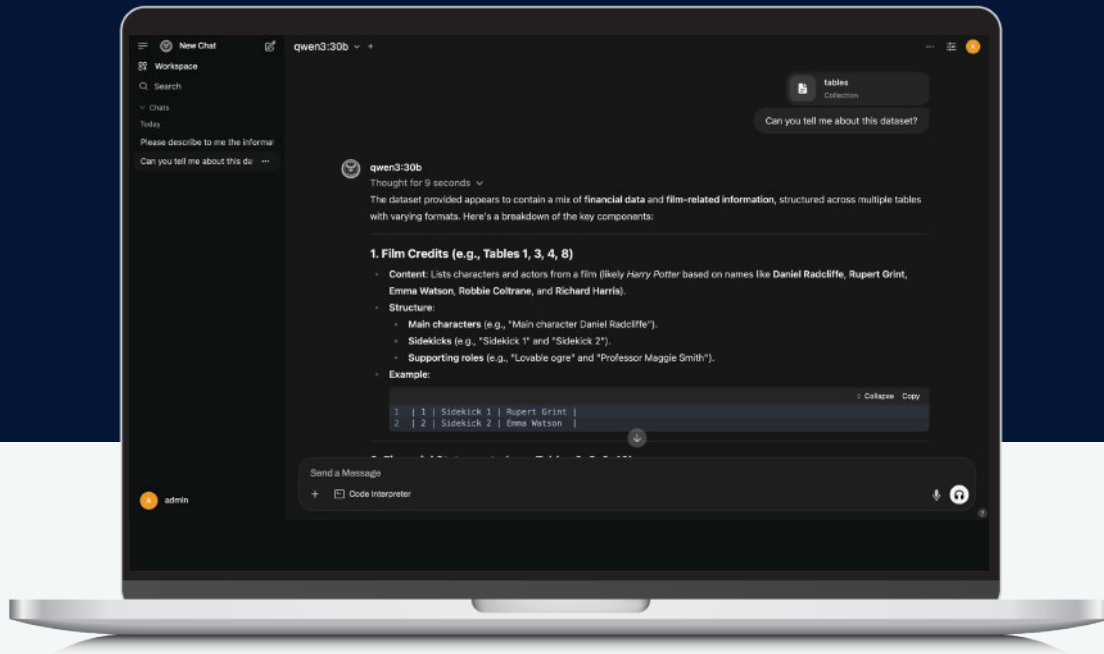 New Chat
Workspace
Search
Chats
Today
Please describe to me the informat
Can you tell me about this da
admin
qwen3:30b
tables
Collection
Can you tell me about this dataset?
qwen3:30b
Thought for 9 seconds
The dataset provided appears to contain a mix of financial data and film-related information, structured across multiple tables
with varying formats. Here's a breakdown of the key components:
1. Film Credits (e.g., Tables 1, 3, 4, 8)
Content: Lists characters and actors from a film (likely Harry Potter based on names like Daniel Radcliffe, Rupert Grint,
Emma Watson, Robbie Coltrane, and Richard Harris).
Structure:
Main characters (e.g., "Main character Daniel Radcliffe").
Sidekicks (e.g., "Sidekick 1" and "Sidekick 2").
Supporting roles (e.g., "Lovable ogre" and "Professor Maggie Smith").
Example:
Collapse Copy
1 | 1 | Sidekick 1 | Rupert Grint |
2 | 2 | Sidekick 2 | Emma Watson |
Send a Message
+ Code Interpreter